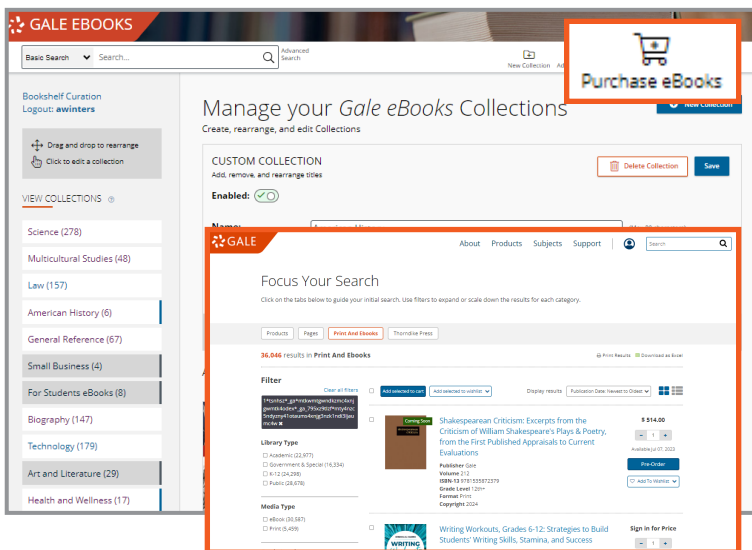 GALE EBOOKS
Basic Search
Search...
Advanced
Search
New Collection
Purchase eBooks
Bookshelf Curation
Logout: awinters
Drag and drop to rearrange
Click to edit a collection
VIEW COLLECTIONS
Science (278)
Multicultural Studies (48)
Law (157)
American History (6)
General Reference (67)
Small Business (4)
For Students eBooks (8)
Biography (147)
Technology (179)
Art and Literature (29)
Health and Wellness (17)
Manage your Gale eBooks Collections
Create, rearrange, and edit Collections
New Collection
CUSTOM COLLECTION
Add, remove, and rearrange titles
Delete Collection
Save
Enabled:
Name:
GALE
About Products Subjects Support
Search
Focus Your Search
Click on the tabs below to guide your initial search. Use filters to expand or scale down the results for each category.
Products Pages Print And Ebooks Thorndike Press
36,046 results in Print And Ebooks
Print Results Download as Excel
Filter
Clear all Filters
Add selected to cart Add selected to wishlist
Display results Publication Date: Newest to Oldest
Library Type
Academic (22,977)
Government & Special (16,334)
K-12 (24,298)
Public (28,678)
Media Type
eBook (30,587)
Print (5,459)
Coming Soon
Shakespearean Criticism: Excerpts from the
Criticism of William Shakespeare's Plays & Poetry,
from the First Published Appraisals to Current
Evaluations
Publisher Gale
Volume 212
ISBN-13 9781535872379
Grade Level 12th+
Format Print
Copyright 2024
$ 514.00
- 1 +
Available Jul 07, 2023
Pre-Order
Add To Wishlist
WRITING
Writing Workouts, Grades 6-12: Strategies to Build
Students' Writing Skills, Stamina, and Success
Sign in for Price
- 1 +